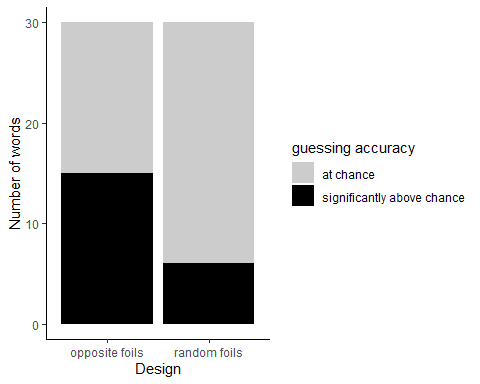 30
20
10
0
Number of words
opposite foils
random foils
Design
guessing accuracy
at chance
significantly above chance